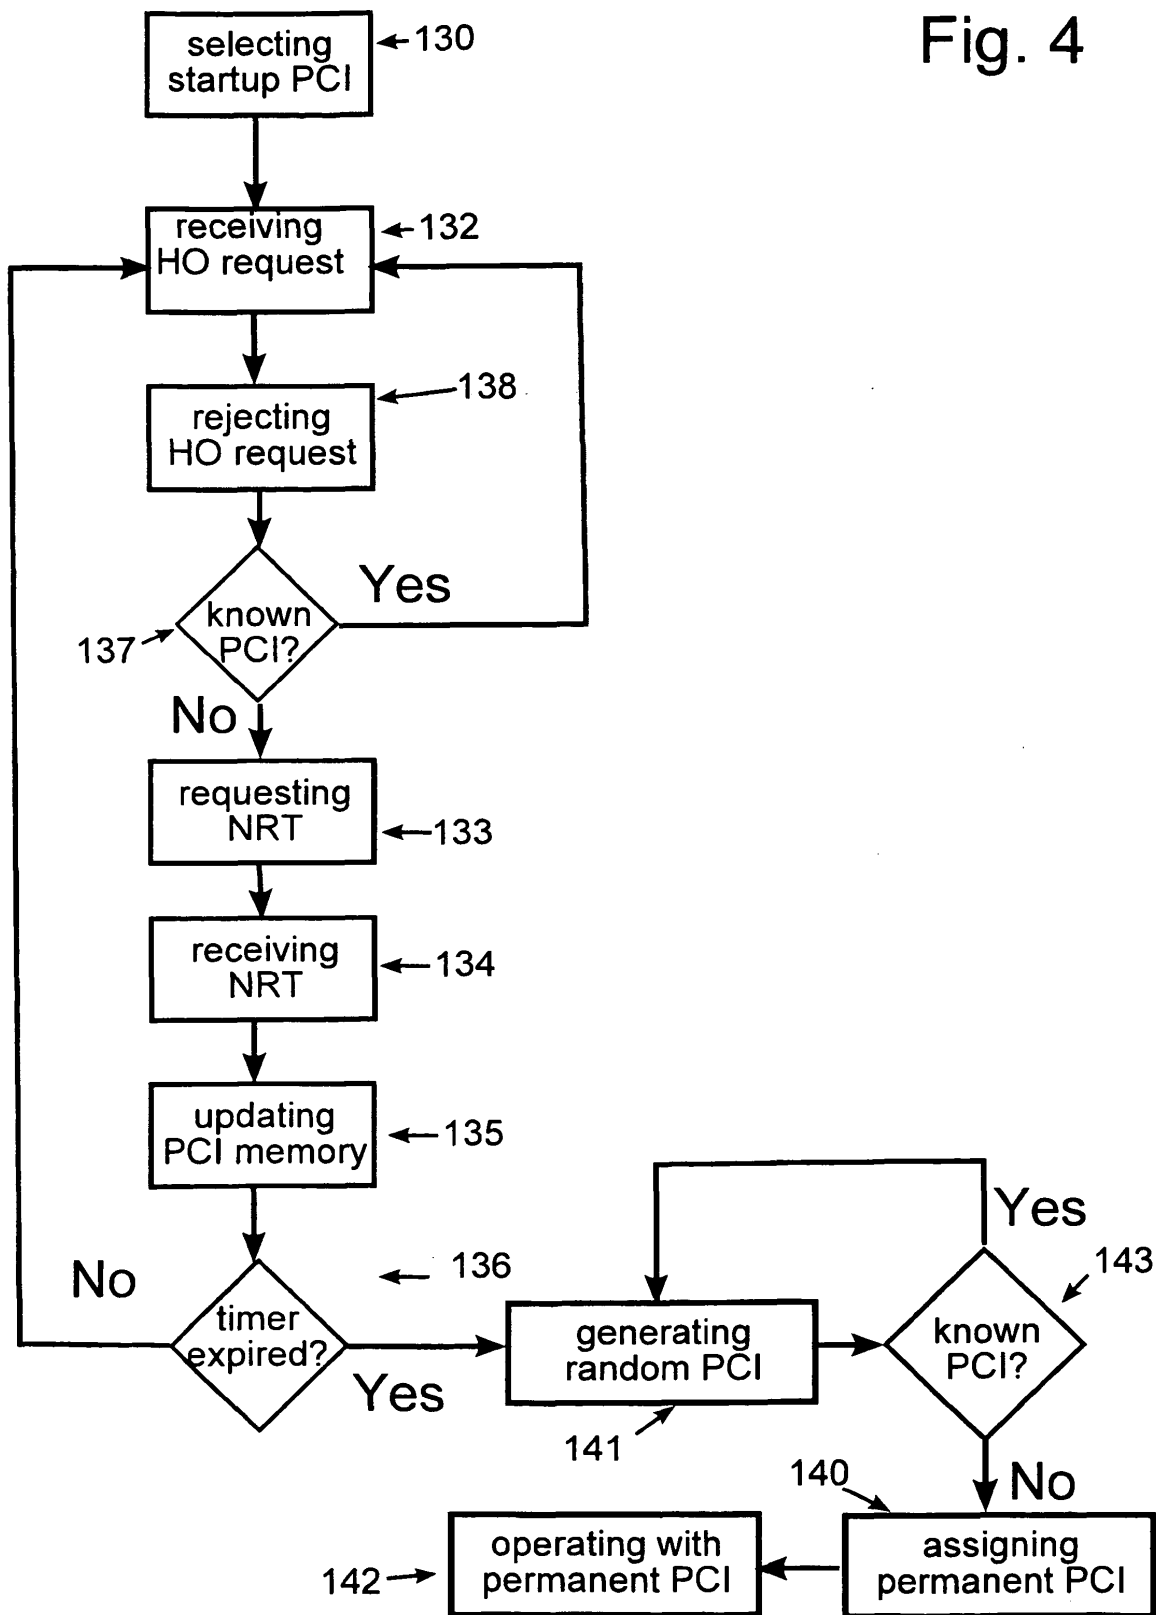 Fig. 4
selecting
startup PCI
130
receiving
HO request
132
rejecting
HO request
138
known
PCI?
137
Yes
No
requesting
NRT
133
receiving
NRT
134
updating
PCI memory
135
timer
expired?
136
No
Yes
generating
random PCI
141
known
PCI?
143
Yes
No
assigning
permanent PCI
140
operating with
permanent PCI
142